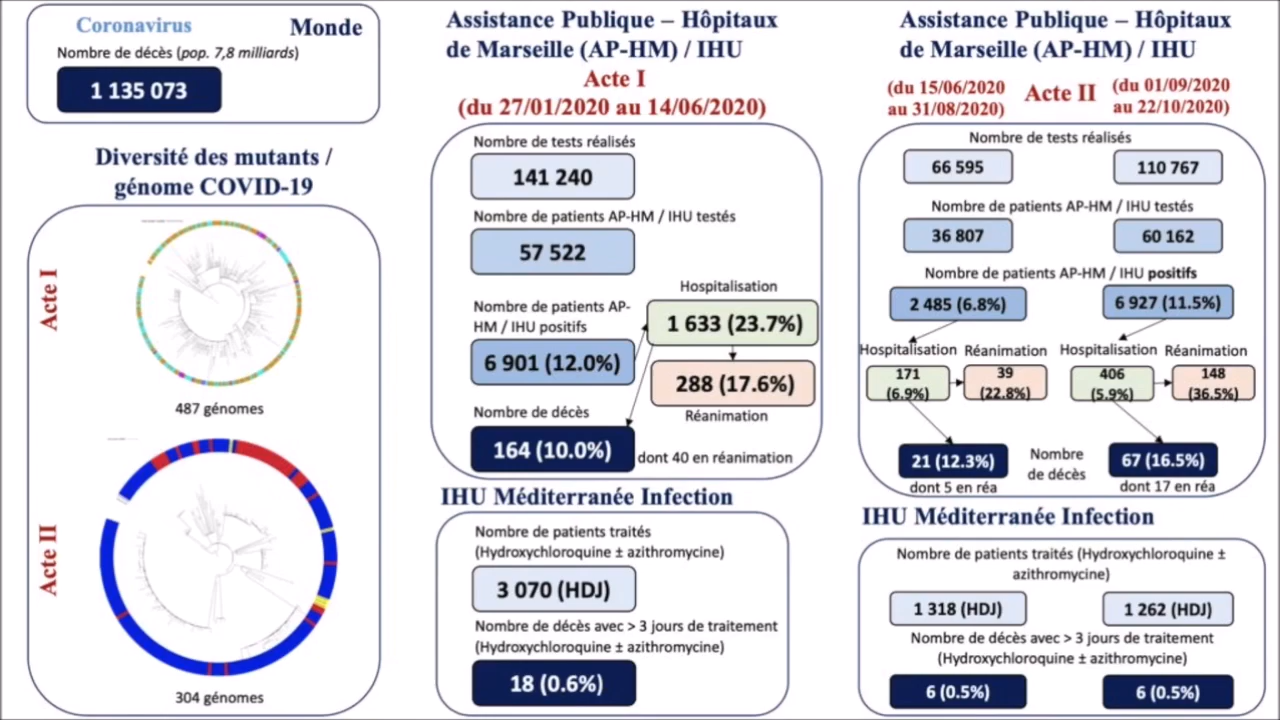 Coronavirus
Monde
Nombre de décès (pop. 7,8 milliards)
1 135 073
Diversité des mutants /
génome COVID-19
Acte I
487 génomes
Acte II
304 génomes
Assistance Publique – Hôpitaux
de Marseille (AP-HM) / IHU
Acte I
(du 27/01/2020 au 14/06/2020)
Nombre de tests réalisés
141 240
Nombre de patients AP-HM / IHU testés
57 522
Nombre de patients AP-
HM / IHU positifs
6 901 (12.0%)
Hospitalisation
1 633 (23.7%)
288 (17.6%)
Réanimation
Nombre de décès
164 (10.0%)
dont 40 en réanimation
IHU Méditerranée Infection
Nombre de patients traités
(Hydroxychloroquine ± azithromycine)
3 070 (HDJ)
Nombre de décès avec > 3 jours de traitement
(Hydroxychloroquine ± azithromycine)
18 (0.6%)
Assistance Publique – Hôpitaux
de Marseille (AP-HM) / IHU
(du 15/06/2020
au 31/08/2020)
Acte II
(du 01/09/2020
au 22/10/2020)
Nombre de tests réalisés
66 595
110 767
Nombre de patients AP-HM / IHU testés
36 807
60 162
Nombre de patients AP-HM / IHU positifs
2 485 (6.8%)
6 927 (11.5%)
Hospitalisation
Réanimation
Hospitalisation
Réanimation
171
(6.9%)
39
(22.8%)
406
(5.9%)
148
(36.5%)
21 (12.3%)
Nombre
de décès
67 (16.5%)
dont 5 en réa
dont 17 en réa
IHU Méditerranée Infection
Nombre de patients traités (Hydroxychloroquine ±
azithromycine)
1 318 (HDJ)
1 262 (HDJ)
Nombre de décès avec > 3 jours de traitement
(Hydroxychloroquine ± azithromycine)
6 (0.5%)
6 (0.5%)